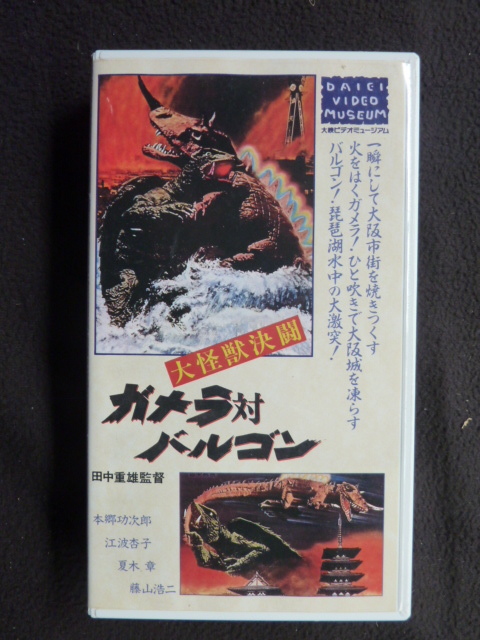 DAIEI
VIDEO
MUSEUM
大映ビデオミュージアム
一瞬にして大阪市街を焼きつくす
火をはくガメラ!ひと吹きで大阪城を凍らす
バルゴン!琵琶湖水中の大激突!
大怪獣決闘
ガメラ対
バルゴン
田中重雄監督
本郷功次郎
江波杏子
夏木 章
藤山浩二